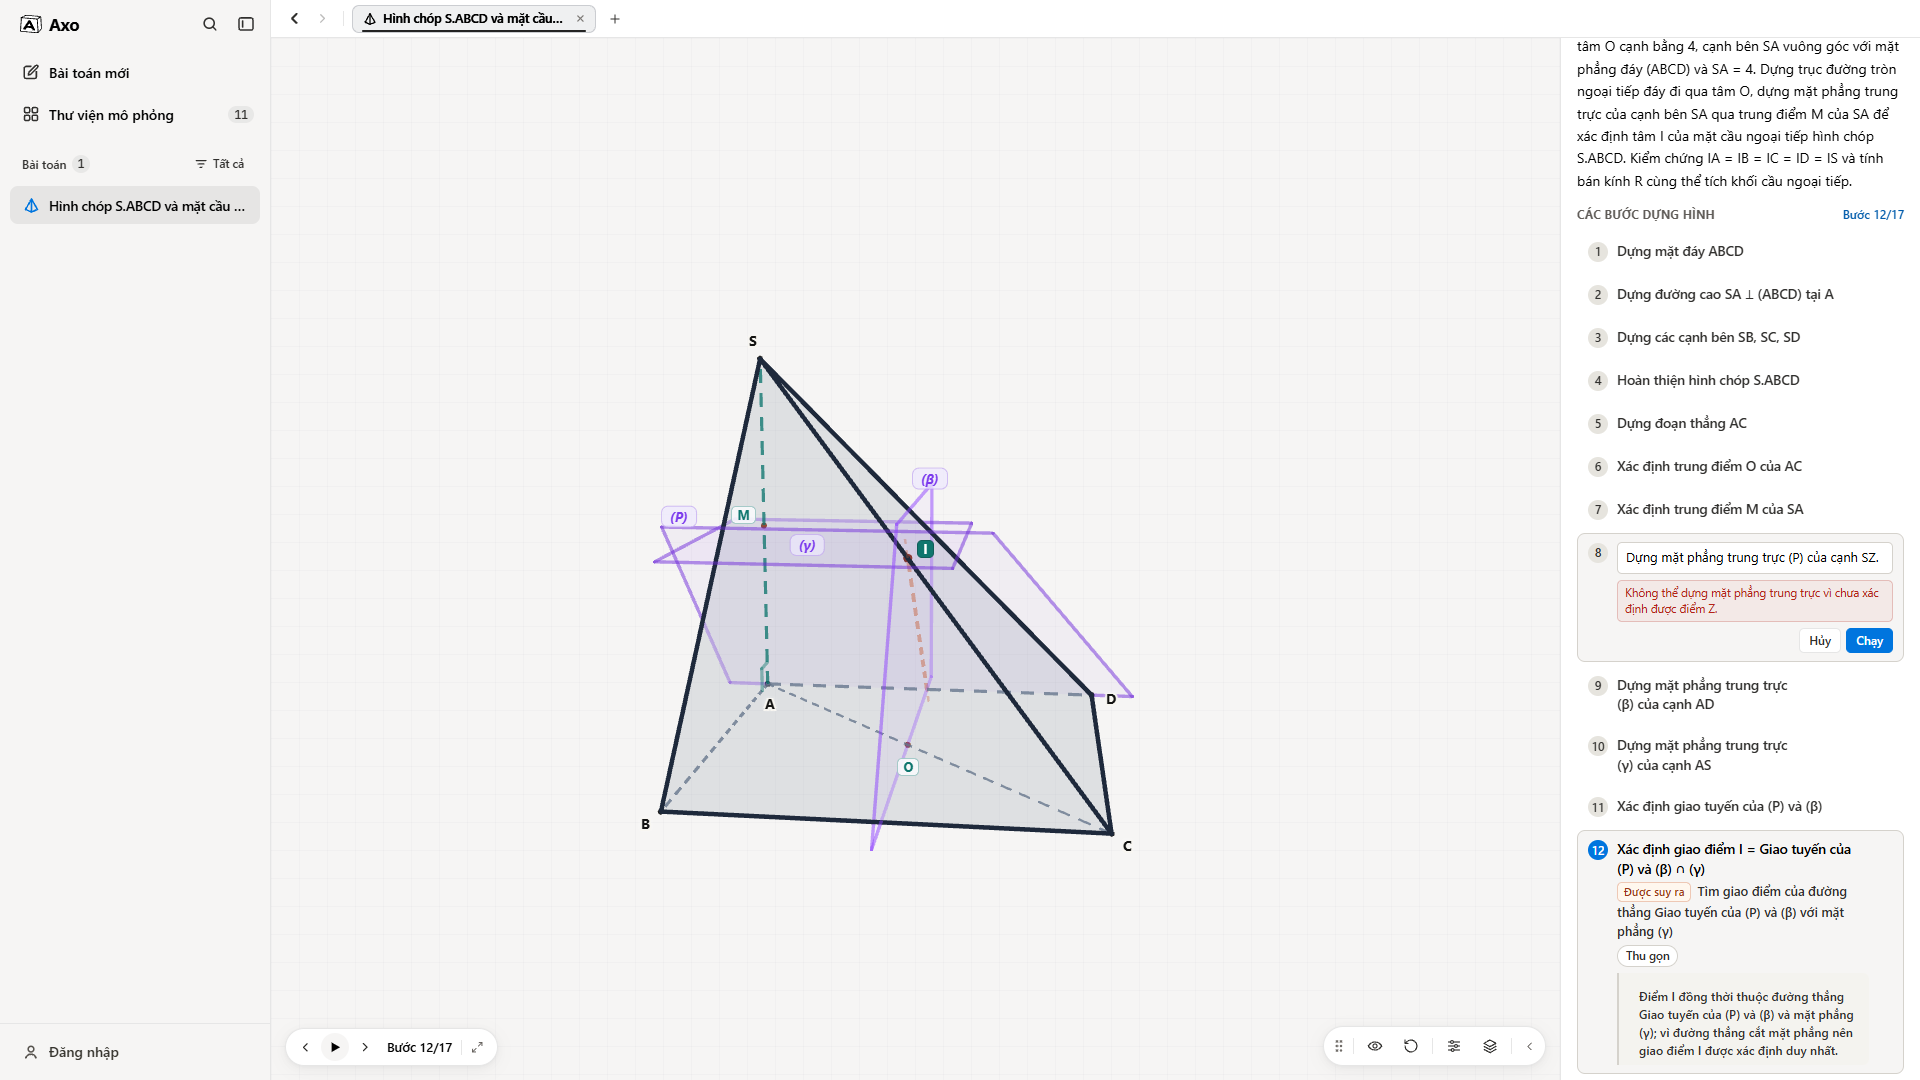 Axo
Bài toán mới
Thư viện mô phỏng 11
Bài toán 1 Tất cả
Hình chóp S.ABCD và mặt cầu ...
Đăng nhập
Hình chóp S.ABCD và mặt cầu...
S
(β)
(P)
M
(γ)
I
A
D
O
B
C
Bước 12/17
tâm O cạnh bằng 4, cạnh bên SA vuông góc với mặt
phẳng đáy (ABCD) và SA = 4. Dựng trục đường tròn
ngoại tiếp đáy đi qua tâm O, dựng mặt phẳng trung
trực của cạnh bên SA qua trung điểm M của SA để
xác định tâm I của mặt cầu ngoại tiếp hình chóp
S.ABCD. Kiểm chứng IA = IB = IC = ID = IS và tính
bán kính R cùng thể tích khối cầu ngoại tiếp.
CÁC BƯỚC DỰNG HÌNH Bước 12/17
1 Dựng mặt đáy ABCD
2 Dựng đường cao SA ⊥ (ABCD) tại A
3 Dựng các cạnh bên SB, SC, SD
4 Hoàn thiện hình chóp S.ABCD
5 Dựng đoạn thẳng AC
6 Xác định trung điểm O của AC
7 Xác định trung điểm M của SA
8 Dựng mặt phẳng trung trực (P) của cạnh SZ.
Không thể dựng mặt phẳng trung trực vì chưa xác
định được điểm Z.
Hủy Chạy
9 Dựng mặt phẳng trung trực
(β) của cạnh AD
10 Dựng mặt phẳng trung trực
(γ) của cạnh AS
11 Xác định giao tuyến của (P) và (β)
12 Xác định giao điểm I = Giao tuyến của
(P) và (β) ∩ (γ)
Được suy ra Tìm giao điểm của đường
thẳng Giao tuyến của (P) và (β) với mặt
phẳng (γ)
Thu gọn
Điểm I đồng thời thuộc đường thẳng
Giao tuyến của (P) và (β) và mặt phẳng
(γ); vì đường thẳng cắt mặt phẳng nên
giao điểm I được xác định duy nhất.